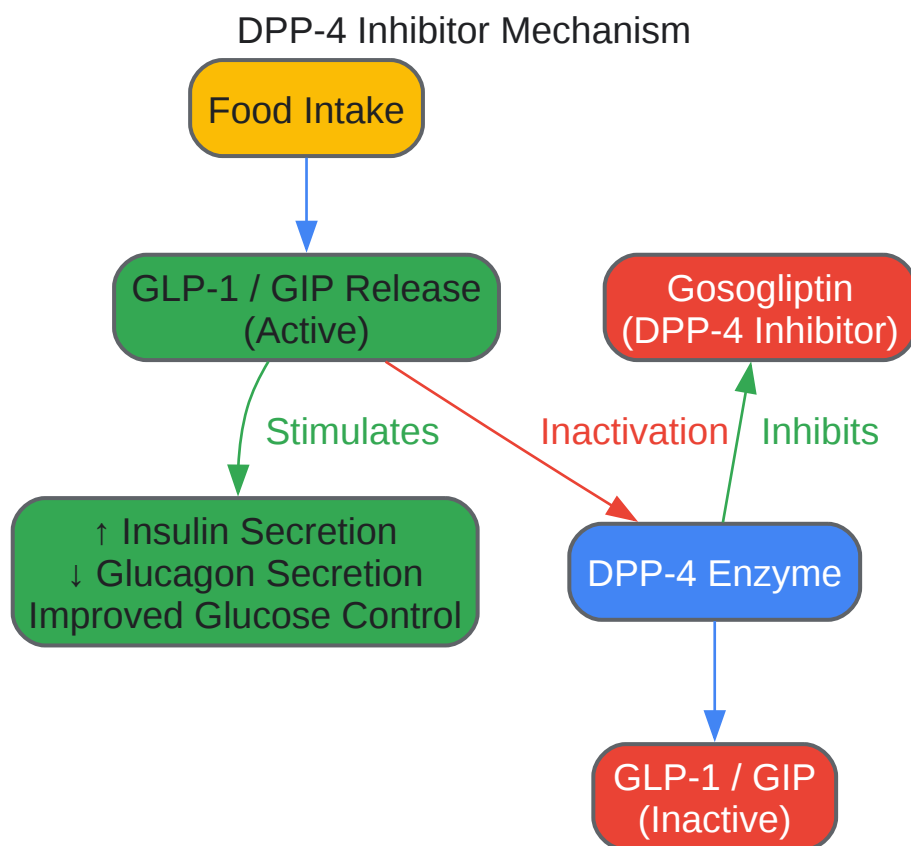 DPP-4 Inhibitor Mechanism
Food Intake
GLP-1 / GIP Release
(Active)
Gosogliptin
(DPP-4 Inhibitor)
Stimulates
Inactivation
Inhibits
↑ Insulin Secretion
↓ Glucagon Secretion
Improved Glucose Control
DPP-4 Enzyme
GLP-1 / GIP
(Inactive)